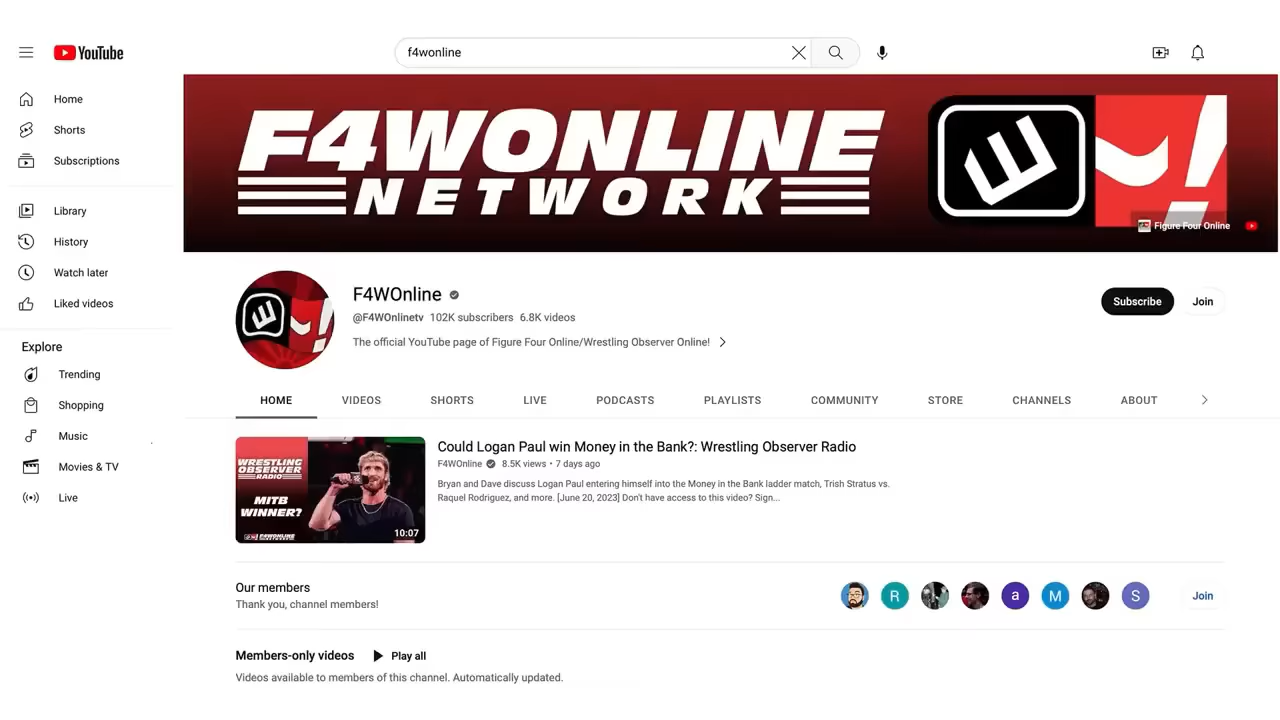 YouTube
f4wonline
Home
Shorts
Subscriptions
Library
History
Watch later
Liked videos
Explore
Trending
Shopping
Music
Movies & TV
Live
F4WONLINE
NETWORK
Figure Four Online
F4WOnline
@F4WOnlinetv 102K subscribers 6.8K videos
The official YouTube page of Figure Four Online/Wrestling Observer Online!
Subscribe
Join
HOME VIDEOS SHORTS LIVE PODCASTS PLAYLISTS COMMUNITY STORE CHANNELS ABOUT
WRESTLING
OBSERVER
RADIO
MITB
WINNER?
F4WONLINE
10:07
Could Logan Paul win Money in the Bank?: Wrestling Observer Radio
F4WOnline 8.5K views • 7 days ago
Bryan and Dave discuss Logan Paul entering himself into the Money in the Bank ladder match, Trish Stratus vs.
Raquel Rodriguez, and more. [June 20, 2023] Don't have access to this video? Sign...
Our members
Thank you, channel members!
R
a
M
S
Join
Members-only videos Play all
Videos available to members of this channel. Automatically updated.